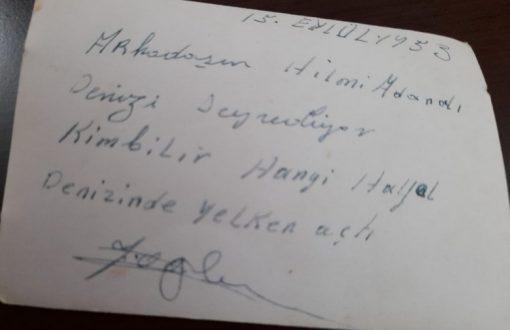 15. EYLÜL 1953
Arkadaşım Hilmi Adandı
Denizi Seyrediyor
Kimbilir Hangi Hayal
Denizinde yelken açtı